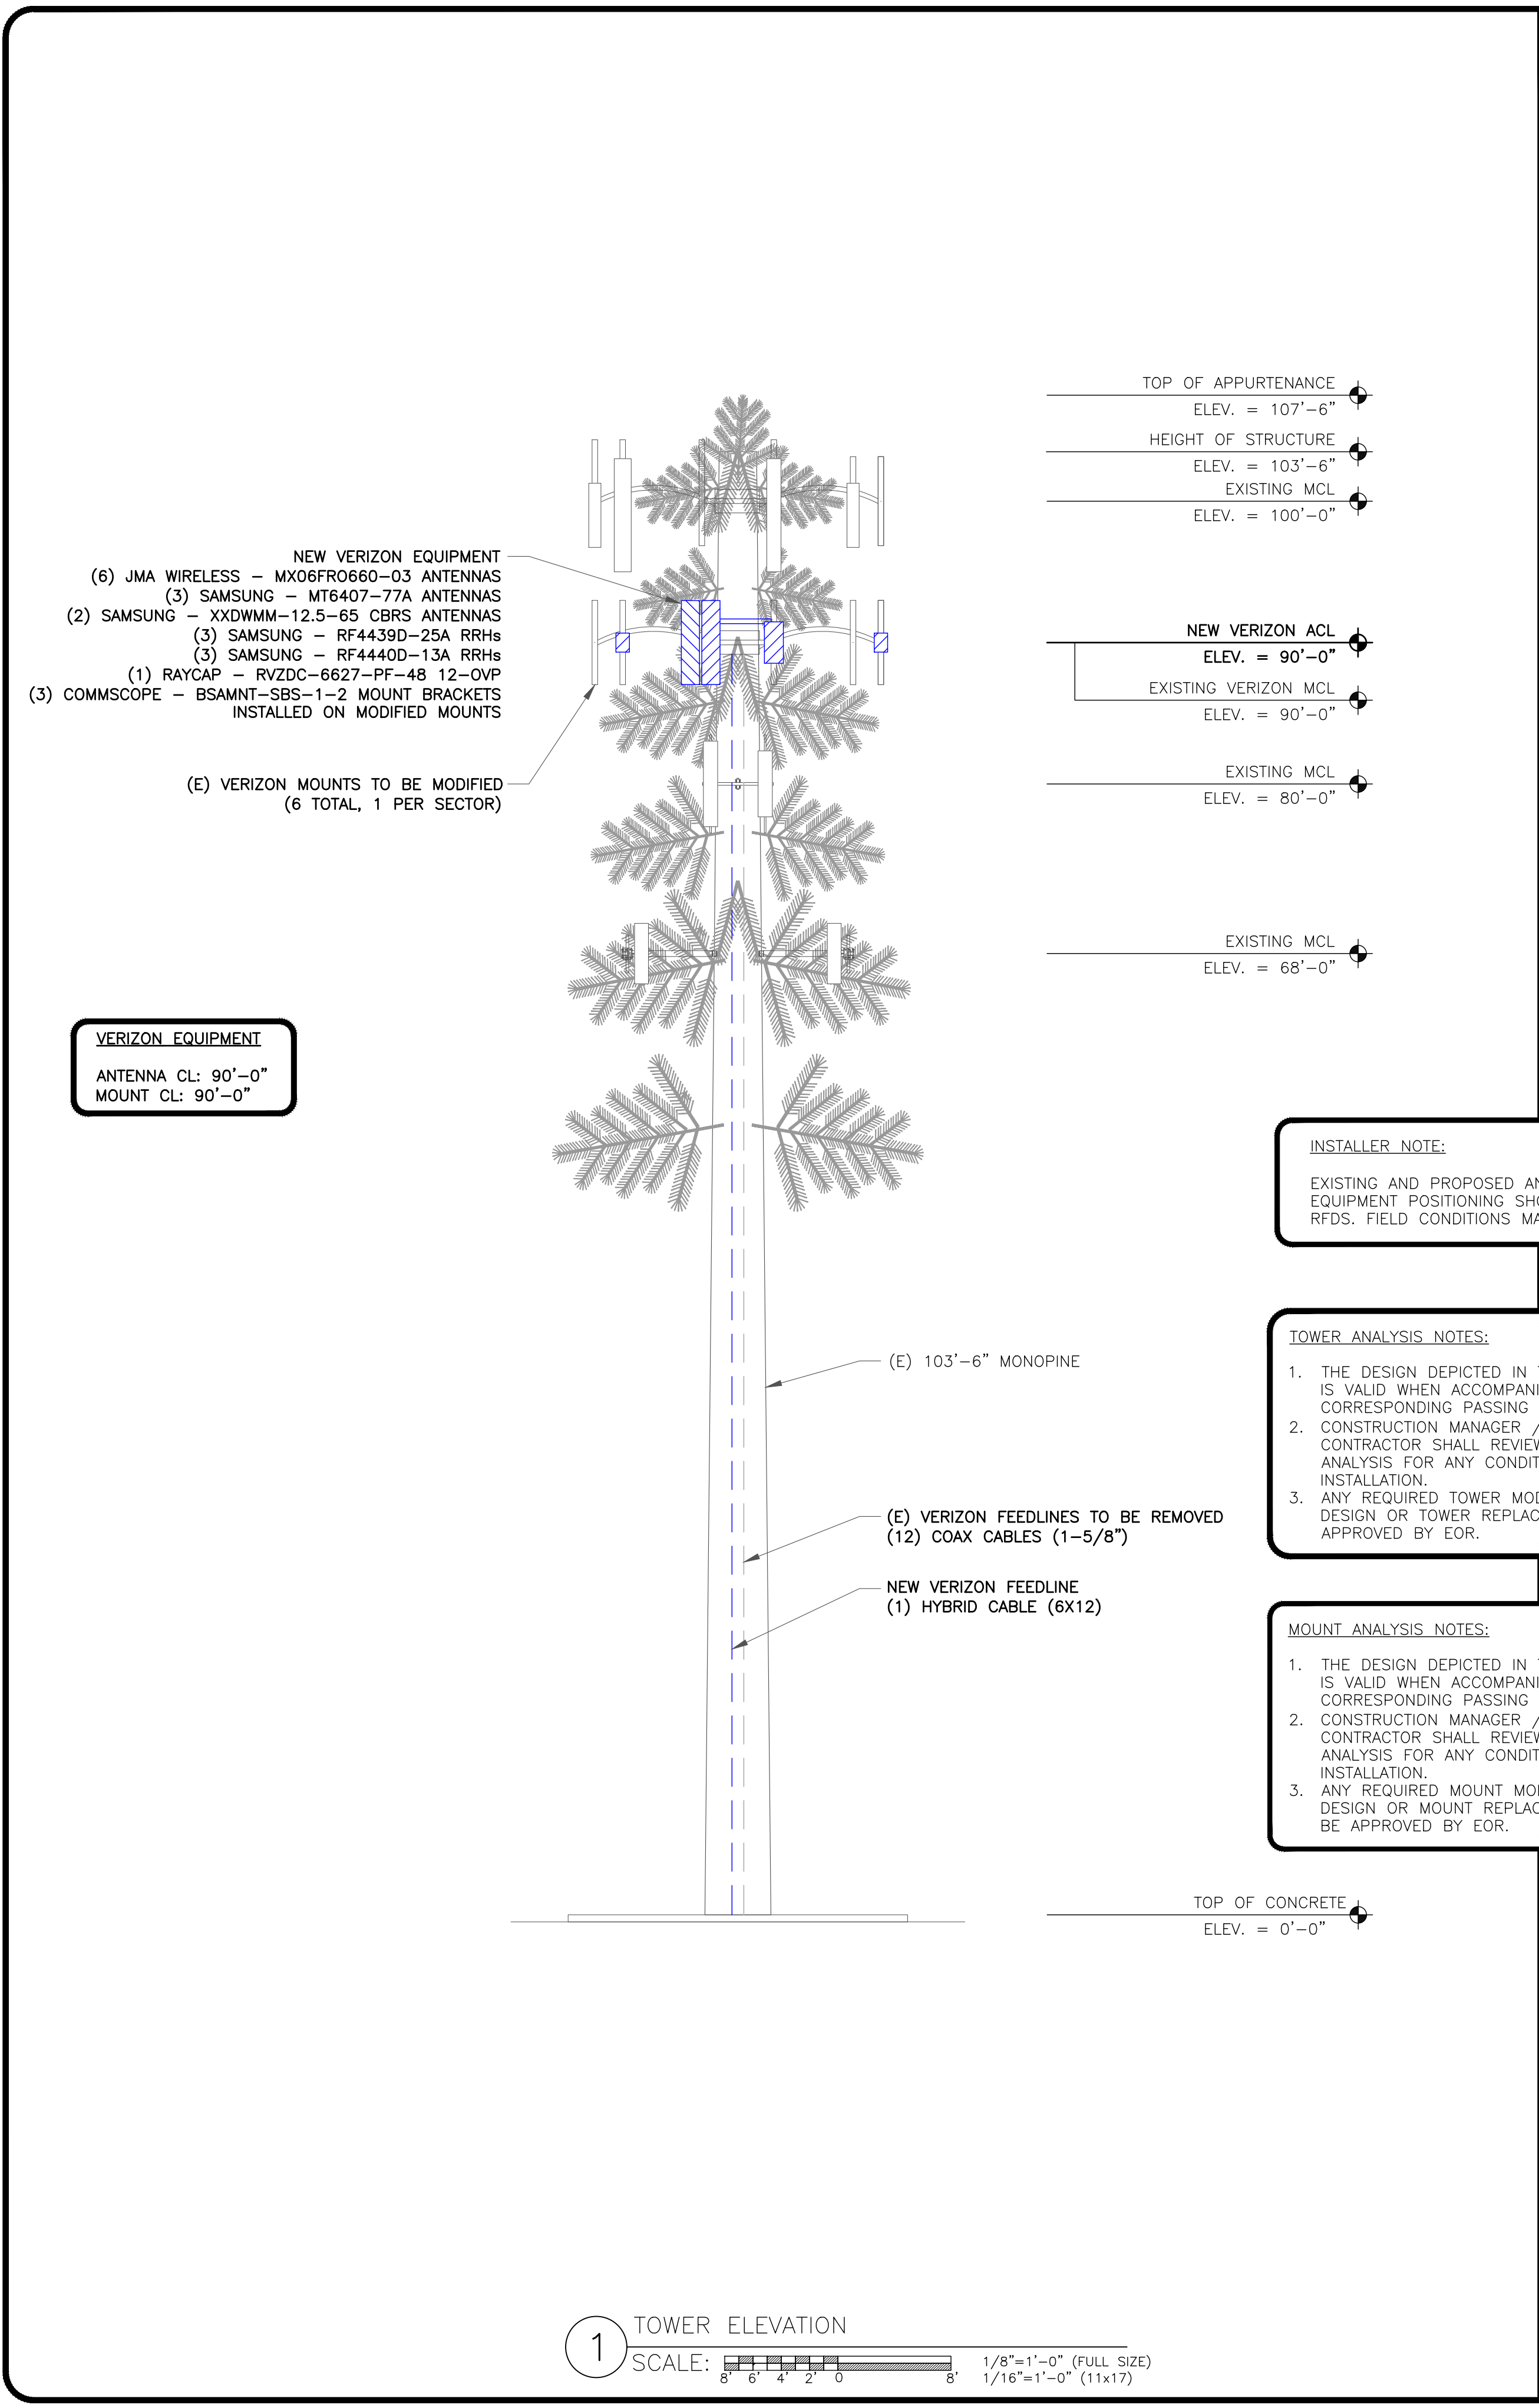 TOP OF APPURTENANCE
ELEV. = 107'-6"
HEIGHT OF STRUCTURE
ELEV. = 103'-6"
EXISTING MCL
ELEV. = 100'-0"
NEW VERIZON EQUIPMENT
(6) JMA WIRELESS - MX06FRO660-03 ANTENNAS
(3) SAMSUNG - MT6407-77A ANTENNAS
(2) SAMSUNG - XXDWMM-12.5-65 CBRS ANTENNAS
(3) SAMSUNG - RF4439D-25A RRHs
(3) SAMSUNG - RF4440D-13A RRHs
(1) RAYCAP - RVZDC-6627-PF-48 12-OVP
(3) COMMSCOPE - BSAMNT-SBS-1-2 MOUNT BRACKETS
INSTALLED ON MODIFIED MOUNTS
NEW VERIZON ACL
ELEV. = 90'-0"
EXISTING VERIZON MCL
ELEV. = 90'-0"
(E) VERIZON MOUNTS TO BE MODIFIED
(6 TOTAL, 1 PER SECTOR)
EXISTING MCL
ELEV. = 80'-0"
EXISTING MCL
ELEV. = 68'-0"
VERIZON EQUIPMENT
ANTENNA CL: 90'-0"
MOUNT CL: 90'-0"
INSTALLER NOTE:
EXISTING AND PROPOSED
EQUIPMENT POSITIONING
RFDS. FIELD CONDITIONS
(E) 103'-6" MONOPINE
TOWER ANALYSIS NOTES:
1. THE DESIGN DEPICTED IN
IS VALID WHEN
CORRESPONDING PASSING
2. CONSTRUCTION MANAGER /
CONTRACTOR SHALL
ANALYSIS FOR ANY
INSTALLATION.
3. ANY REQUIRED TOWER
DESIGN OR TOWER
APPROVED BY EOR.
(E) VERIZON FEEDLINES TO BE REMOVED
(12) COAX CABLES (1-5/8")
NEW VERIZON FEEDLINE
(1) HYBRID CABLE (6X12)
MOUNT ANALYSIS NOTES:
1. THE DESIGN DEPICTED IN
IS VALID WHEN
CORRESPONDING PASSING
2. CONSTRUCTION MANAGER /
CONTRACTOR SHALL
ANALYSIS FOR ANY
INSTALLATION.
3. ANY REQUIRED MOUNT
DESIGN OR MOUNT
BE APPROVED BY EOR.
TOP OF CONCRETE
ELEV. = 0'-0"
1
TOWER ELEVATION
SCALE:
8' 6' 4' 2' 0 8'
1/8"=1'-0" (FULL SIZE)
1/16"=1'-0" (11x17)